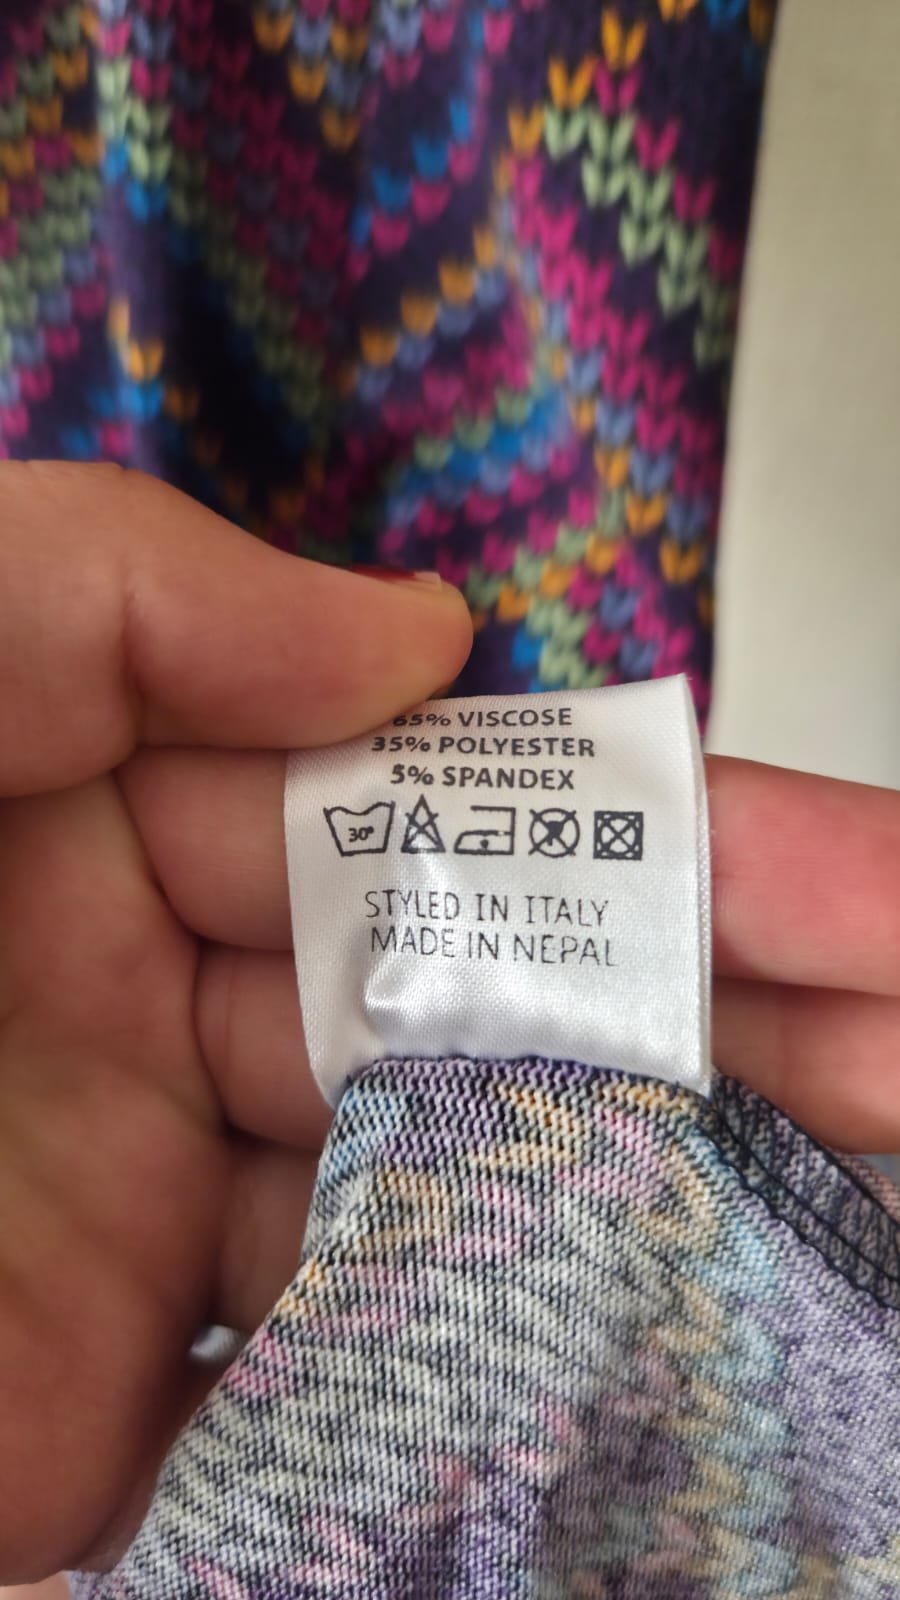 65% VISCOSE
35% POLYESTER
5% SPANDEX
30°
STYLED IN ITALY
MADE IN NEPAL